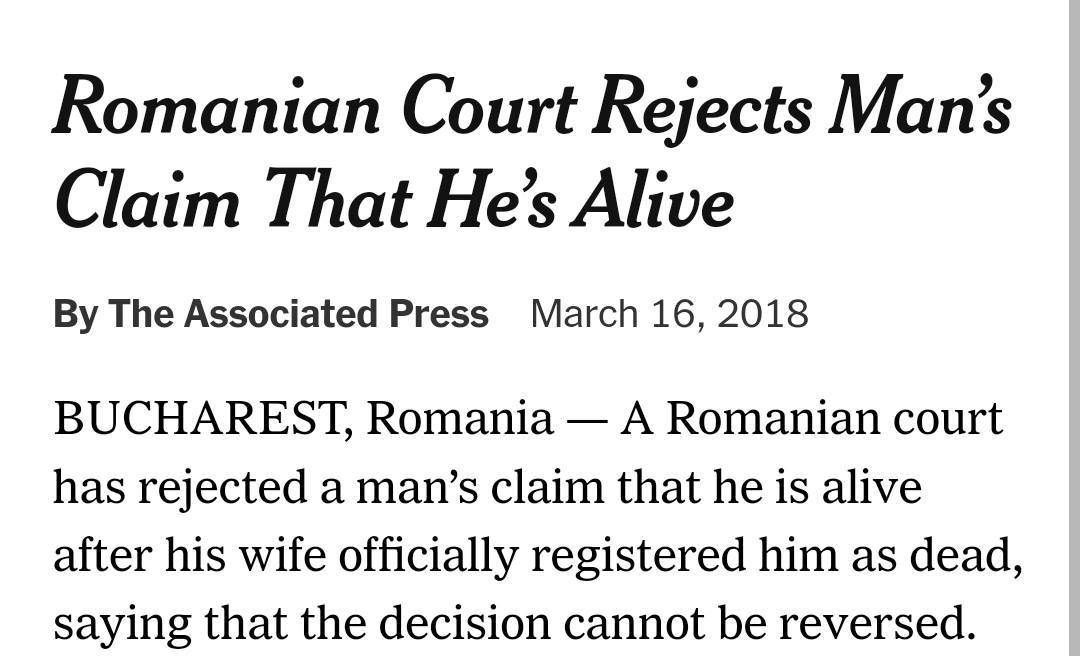 Romanian Court Rejects Man’s
Claim That He’s Alive
By The Associated Press March 16, 2018
BUCHAREST, Romania — A Romanian court
has rejected a man’s claim that he is alive
after his wife officially registered him as dead,
saying that the decision cannot be reversed.